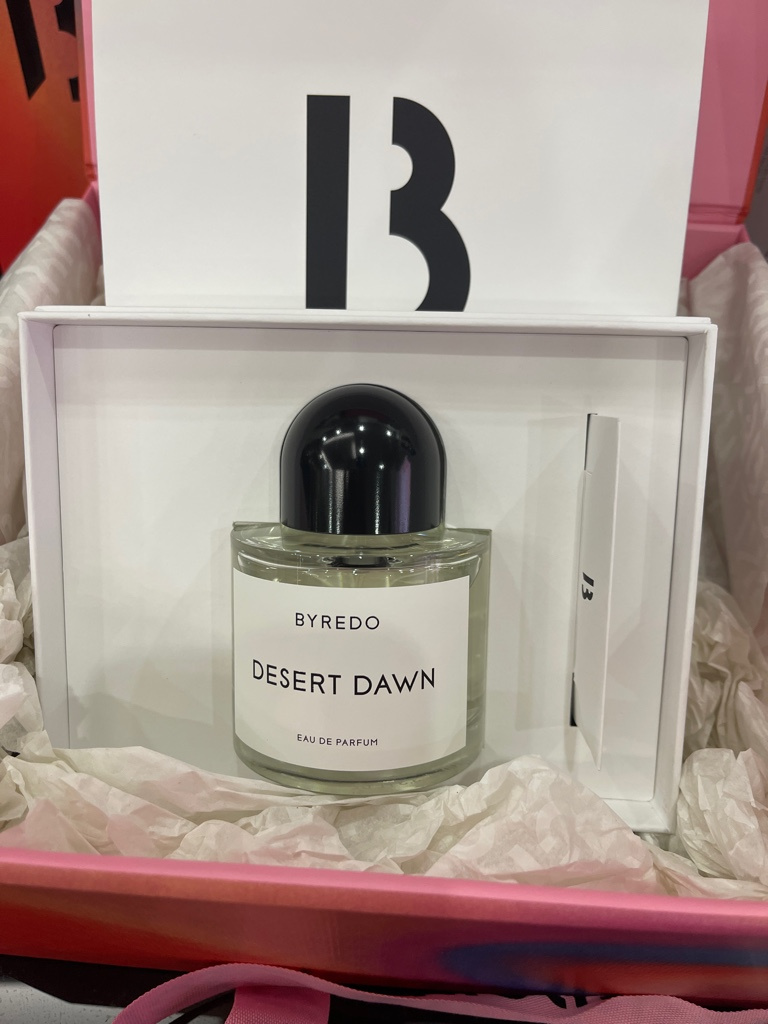 B
BYREDO
DESERT DAWN
EAU DE PARFUM
B